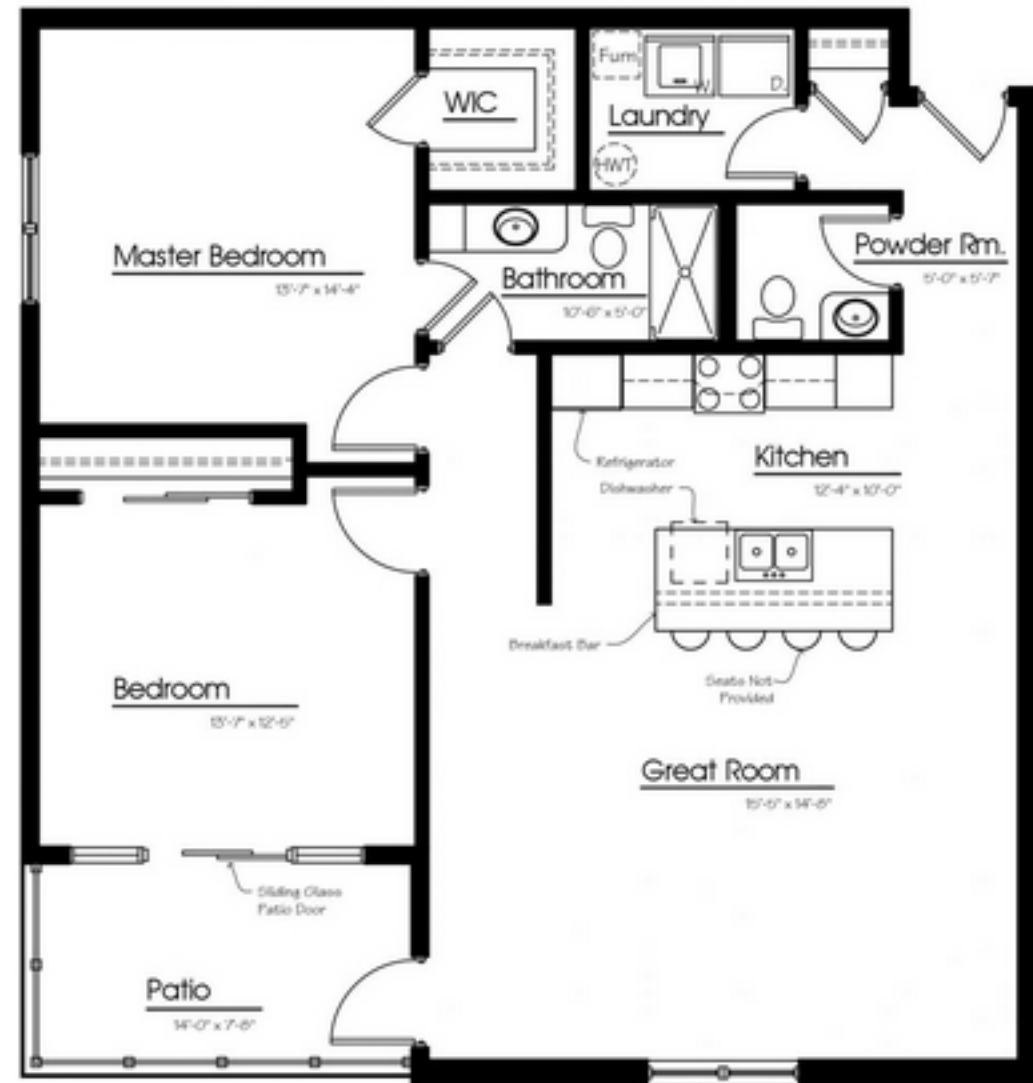 Furn
W.
D.
WIC
Laundry
HWT
Master Bedroom
13'-7" x 14'-4"
Bathroom
10'-6" x 5'-0"
Powder Rm.
5'-0" x 5'-7"
Refrigerator
Kitchen
12'-4" x 10'-0"
Dishwasher
Breakfast Bar
Seats Not
Provided
Bedroom
13'-7" x 12'-5"
Great Room
15'-5" x 14'-8"
Sliding Glass
Patio Door
Patio
14'-0" x 7'-8"